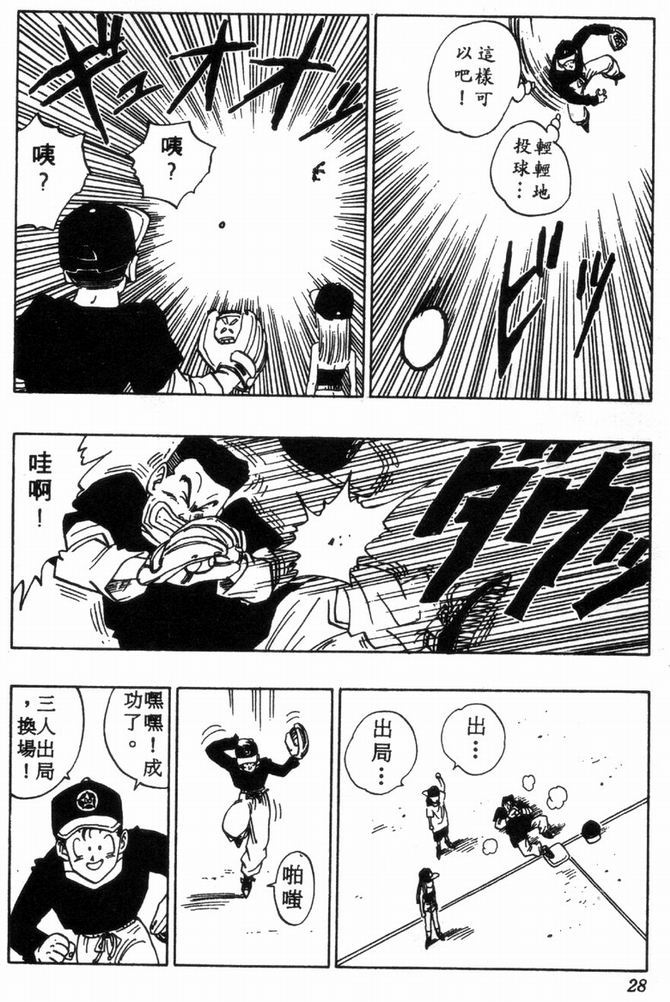 這樣可
以吧！
輕輕地
投球…
ビッ
ギュオオ
咦？
咦？
ダウッ
哇啊！
出…
出局…
啪嗤
嘿嘿！成
功了。
三人出局
，換場！
28